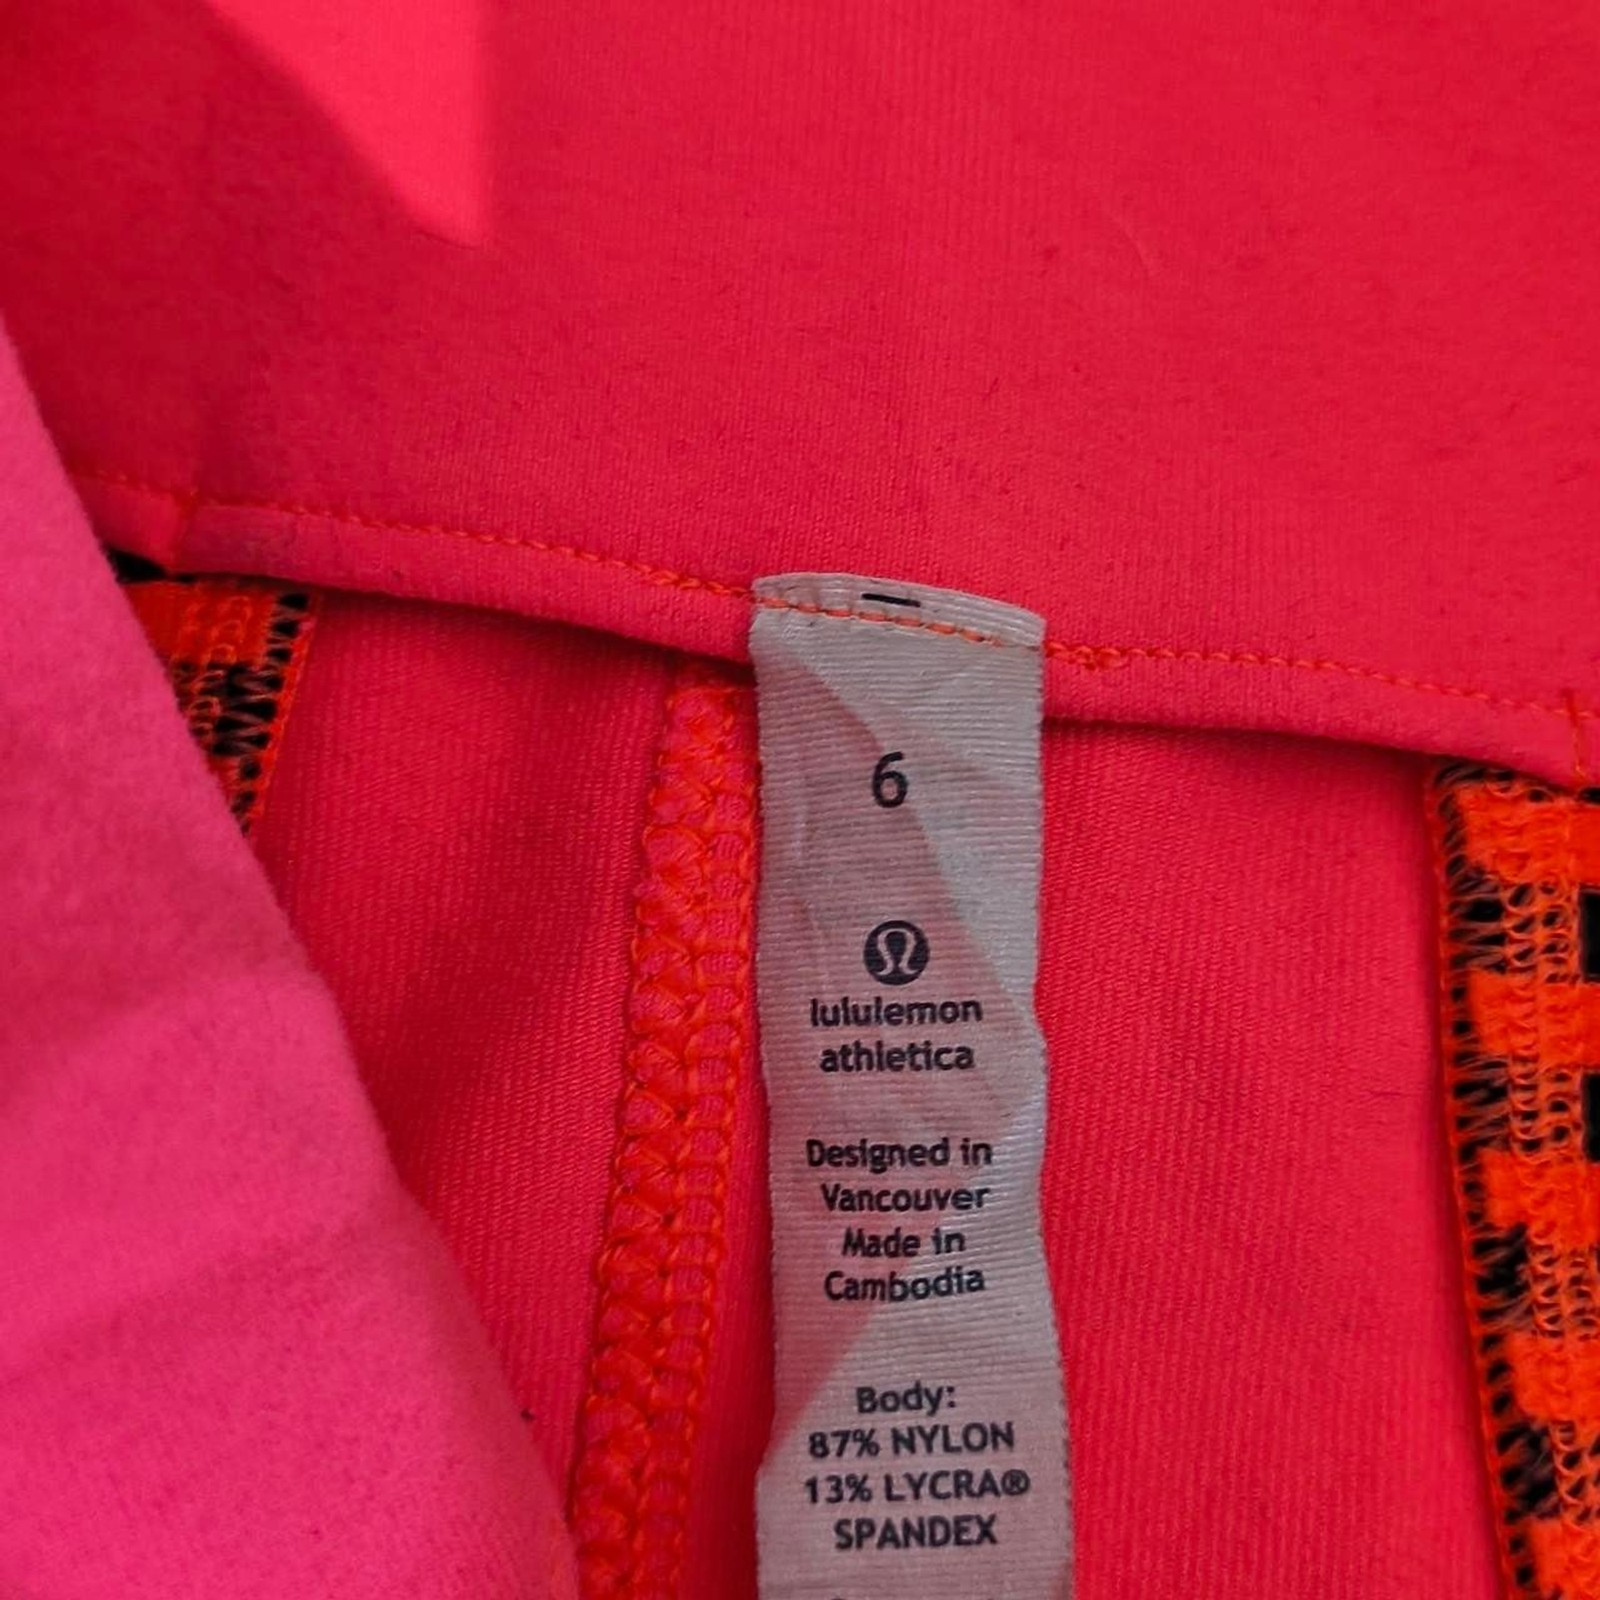 6
lululemon
athletica
Designed in
Vancouver
Made in
Cambodia
Body:
87% NYLON
13% LYCRA®
SPANDEX